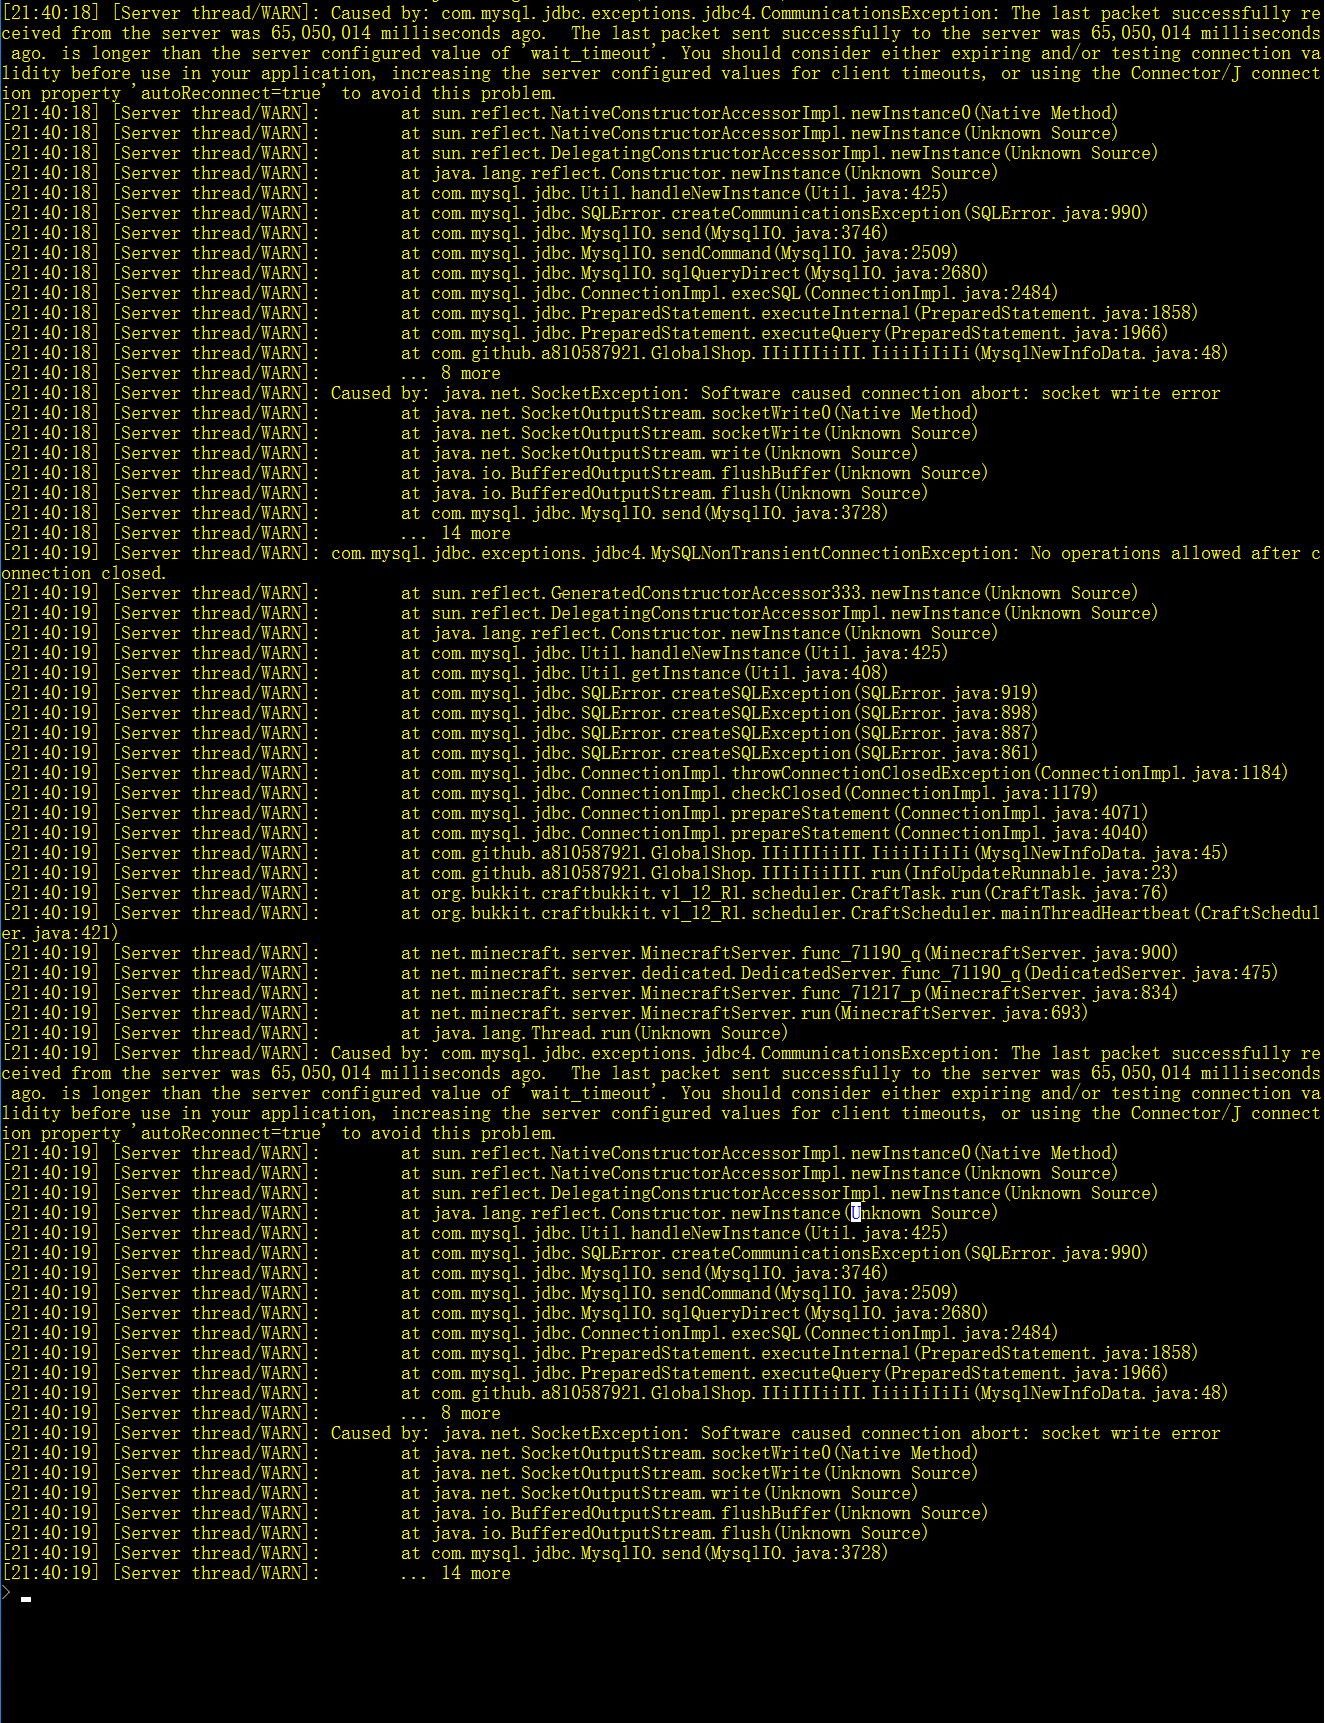 [21:40:18] [Server thread/WARN]: Caused by: com.mysql.jdbc.exceptions.jdbc4.CommunicationsException: The last packet successfully re
ceived from the server was 65,050,014 milliseconds ago.  The last packet sent successfully to the server was 65,050,014 milliseconds
 ago. is longer than the server configured value of 'wait_timeout'. You should consider either expiring and/or testing connection va
lidity before use in your application, increasing the server configured values for client timeouts, or using the Connector/J connect
ion property 'autoReconnect=true' to avoid this problem.
[21:40:18] [Server thread/WARN]:        at sun.reflect.NativeConstructorAccessorImpl.newInstance0(Native Method)
[21:40:18] [Server thread/WARN]:        at sun.reflect.NativeConstructorAccessorImpl.newInstance(Unknown Source)
[21:40:18] [Server thread/WARN]:        at sun.reflect.DelegatingConstructorAccessorImpl.newInstance(Unknown Source)
[21:40:18] [Server thread/WARN]:        at java.lang.reflect.Constructor.newInstance(Unknown Source)
[21:40:18] [Server thread/WARN]:        at com.mysql.jdbc.Util.handleNewInstance(Util.java:425)
[21:40:18] [Server thread/WARN]:        at com.mysql.jdbc.SQLError.createCommunicationsException(SQLError.java:990)
[21:40:18] [Server thread/WARN]:        at com.mysql.jdbc.MysqlIO.send(MysqlIO.java:3746)
[21:40:18] [Server thread/WARN]:        at com.mysql.jdbc.MysqlIO.sendCommand(MysqlIO.java:2509)
[21:40:18] [Server thread/WARN]:        at com.mysql.jdbc.MysqlIO.sqlQueryDirect(MysqlIO.java:2680)
[21:40:18] [Server thread/WARN]:        at com.mysql.jdbc.ConnectionImpl.execSQL(ConnectionImpl.java:2484)
[21:40:18] [Server thread/WARN]:        at com.mysql.jdbc.PreparedStatement.executeInternal(PreparedStatement.java:1858)
[21:40:18] [Server thread/WARN]:        at com.mysql.jdbc.PreparedStatement.executeQuery(PreparedStatement.java:1966)
[21:40:18] [Server thread/WARN]:        at com.github.a810587921.GlobalShop.IIiIIIiiII.IiiiIiIiIi(MysqlNewInfoData.java:48)
[21:40:18] [Server thread/WARN]:        ... 8 more
[21:40:18] [Server thread/WARN]: Caused by: java.net.SocketException: Software caused connection abort: socket write error
[21:40:18] [Server thread/WARN]:        at java.net.SocketOutputStream.socketWrite0(Native Method)
[21:40:18] [Server thread/WARN]:        at java.net.SocketOutputStream.socketWrite(Unknown Source)
[21:40:18] [Server thread/WARN]:        at java.net.SocketOutputStream.write(Unknown Source)
[21:40:18] [Server thread/WARN]:        at java.io.BufferedOutputStream.flushBuffer(Unknown Source)
[21:40:18] [Server thread/WARN]:        at java.io.BufferedOutputStream.flush(Unknown Source)
[21:40:18] [Server thread/WARN]:        at com.mysql.jdbc.MysqlIO.send(MysqlIO.java:3728)
[21:40:18] [Server thread/WARN]:        ... 14 more
[21:40:19] [Server thread/WARN]: com.mysql.jdbc.exceptions.jdbc4.MySQLNonTransientConnectionException: No operations allowed after c
onnection closed.
[21:40:19] [Server thread/WARN]:        at sun.reflect.GeneratedConstructorAccessor333.newInstance(Unknown Source)
[21:40:19] [Server thread/WARN]:        at sun.reflect.DelegatingConstructorAccessorImpl.newInstance(Unknown Source)
[21:40:19] [Server thread/WARN]:        at java.lang.reflect.Constructor.newInstance(Unknown Source)
[21:40:19] [Server thread/WARN]:        at com.mysql.jdbc.Util.handleNewInstance(Util.java:425)
[21:40:19] [Server thread/WARN]:        at com.mysql.jdbc.Util.getInstance(Util.java:408)
[21:40:19] [Server thread/WARN]:        at com.mysql.jdbc.SQLError.createSQLException(SQLError.java:919)
[21:40:19] [Server thread/WARN]:        at com.mysql.jdbc.SQLError.createSQLException(SQLError.java:898)
[21:40:19] [Server thread/WARN]:        at com.mysql.jdbc.SQLError.createSQLException(SQLError.java:887)
[21:40:19] [Server thread/WARN]:        at com.mysql.jdbc.SQLError.createSQLException(SQLError.java:861)
[21:40:19] [Server thread/WARN]:        at com.mysql.jdbc.ConnectionImpl.throwConnectionClosedException(ConnectionImpl.java:1184)
[21:40:19] [Server thread/WARN]:        at com.mysql.jdbc.ConnectionImpl.checkClosed(ConnectionImpl.java:1179)
[21:40:19] [Server thread/WARN]:        at com.mysql.jdbc.ConnectionImpl.prepareStatement(ConnectionImpl.java:4071)
[21:40:19] [Server thread/WARN]:        at com.mysql.jdbc.ConnectionImpl.prepareStatement(ConnectionImpl.java:4040)
[21:40:19] [Server thread/WARN]:        at com.github.a810587921.GlobalShop.IIiIIIiiII.IiiiIiIiIi(MysqlNewInfoData.java:45)
[21:40:19] [Server thread/WARN]:        at com.github.a810587921.GlobalShop.IIIiIiiIII.run(InfoUpdateRunnable.java:23)
[21:40:19] [Server thread/WARN]:        at org.bukkit.craftbukkit.v1_12_R1.scheduler.CraftTask.run(CraftTask.java:76)
[21:40:19] [Server thread/WARN]:        at org.bukkit.craftbukkit.v1_12_R1.scheduler.CraftScheduler.mainThreadHeartbeat(CraftSchedul
er.java:421)
[21:40:19] [Server thread/WARN]:        at net.minecraft.server.MinecraftServer.func_71190_q(MinecraftServer.java:900)
[21:40:19] [Server thread/WARN]:        at net.minecraft.server.dedicated.DedicatedServer.func_71190_q(DedicatedServer.java:475)
[21:40:19] [Server thread/WARN]:        at net.minecraft.server.MinecraftServer.func_71217_p(MinecraftServer.java:834)
[21:40:19] [Server thread/WARN]:        at net.minecraft.server.MinecraftServer.run(MinecraftServer.java:693)
[21:40:19] [Server thread/WARN]:        at java.lang.Thread.run(Unknown Source)
[21:40:19] [Server thread/WARN]: Caused by: com.mysql.jdbc.exceptions.jdbc4.CommunicationsException: The last packet successfully re
ceived from the server was 65,050,014 milliseconds ago.  The last packet sent successfully to the server was 65,050,014 milliseconds
 ago. is longer than the server configured value of 'wait_timeout'. You should consider either expiring and/or testing connection va
lidity before use in your application, increasing the server configured values for client timeouts, or using the Connector/J connect
ion property 'autoReconnect=true' to avoid this problem.
[21:40:19] [Server thread/WARN]:        at sun.reflect.NativeConstructorAccessorImpl.newInstance0(Native Method)
[21:40:19] [Server thread/WARN]:        at sun.reflect.NativeConstructorAccessorImpl.newInstance(Unknown Source)
[21:40:19] [Server thread/WARN]:        at sun.reflect.DelegatingConstructorAccessorImpl.newInstance(Unknown Source)
[21:40:19] [Server thread/WARN]:        at java.lang.reflect.Constructor.newInstance(Unknown Source)
[21:40:19] [Server thread/WARN]:        at com.mysql.jdbc.Util.handleNewInstance(Util.java:425)
[21:40:19] [Server thread/WARN]:        at com.mysql.jdbc.SQLError.createCommunicationsException(SQLError.java:990)
[21:40:19] [Server thread/WARN]:        at com.mysql.jdbc.MysqlIO.send(MysqlIO.java:3746)
[21:40:19] [Server thread/WARN]:        at com.mysql.jdbc.MysqlIO.sendCommand(MysqlIO.java:2509)
[21:40:19] [Server thread/WARN]:        at com.mysql.jdbc.MysqlIO.sqlQueryDirect(MysqlIO.java:2680)
[21:40:19] [Server thread/WARN]:        at com.mysql.jdbc.ConnectionImpl.execSQL(ConnectionImpl.java:2484)
[21:40:19] [Server thread/WARN]:        at com.mysql.jdbc.PreparedStatement.executeInternal(PreparedStatement.java:1858)
[21:40:19] [Server thread/WARN]:        at com.mysql.jdbc.PreparedStatement.executeQuery(PreparedStatement.java:1966)
[21:40:19] [Server thread/WARN]:        at com.github.a810587921.GlobalShop.IIiIIIiiII.IiiiIiIiIi(MysqlNewInfoData.java:48)
[21:40:19] [Server thread/WARN]:        ... 8 more
[21:40:19] [Server thread/WARN]: Caused by: java.net.SocketException: Software caused connection abort: socket write error
[21:40:19] [Server thread/WARN]:        at java.net.SocketOutputStream.socketWrite0(Native Method)
[21:40:19] [Server thread/WARN]:        at java.net.SocketOutputStream.socketWrite(Unknown Source)
[21:40:19] [Server thread/WARN]:        at java.net.SocketOutputStream.write(Unknown Source)
[21:40:19] [Server thread/WARN]:        at java.io.BufferedOutputStream.flushBuffer(Unknown Source)
[21:40:19] [Server thread/WARN]:        at java.io.BufferedOutputStream.flush(Unknown Source)
[21:40:19] [Server thread/WARN]:        at com.mysql.jdbc.MysqlIO.send(MysqlIO.java:3728)
[21:40:19] [Server thread/WARN]:        ... 14 more
>